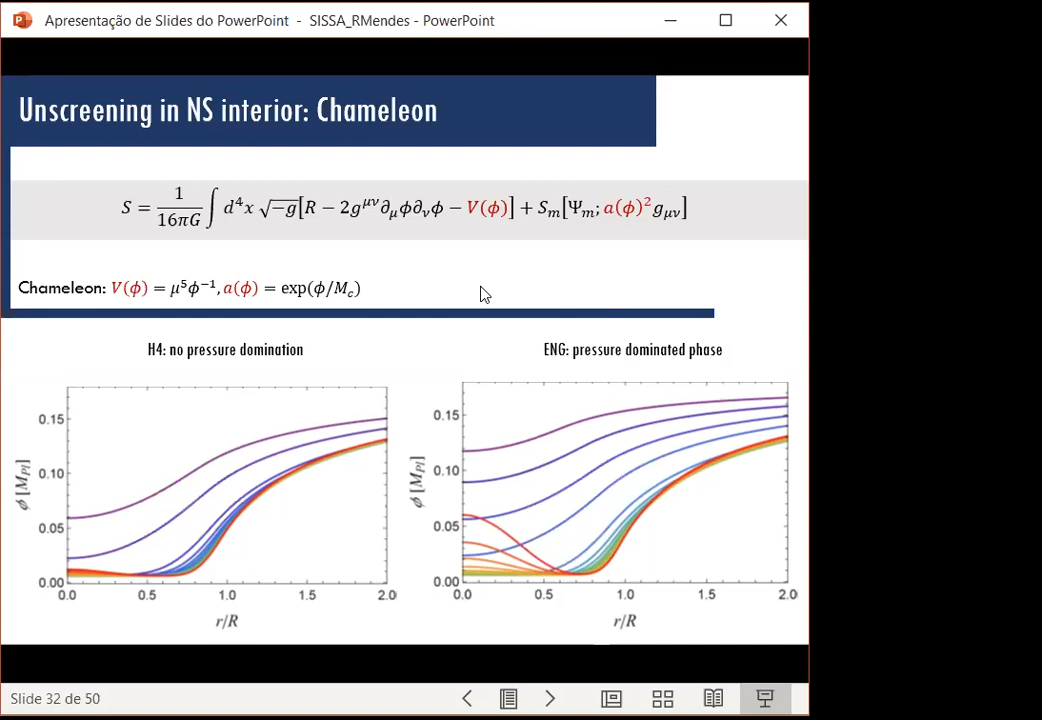 Apresentação de Slides do PowerPoint - SISSA_RMendes - PowerPoint
Unscreening in NS interior: Chameleon
S = 1/16πG ∫ d⁴x √−g[R − 2g^μν ∂_μϕ∂_νϕ − V(ϕ)] + S_m[Ψ_m; a(ϕ)²g_μν]
Chameleon: V(ϕ) = μ⁵ϕ⁻¹, a(ϕ) = exp(ϕ/M_c)
H4: no pressure domination
ENG: pressure dominated phase
ϕ [M_Pl]
0.15
0.10
0.05
0.00
0.0 0.5 1.0 1.5 2.0
r/R
ϕ [M_Pl]
0.15
0.10
0.05
0.00
0.0 0.5 1.0 1.5 2.0
r/R
Slide 32 de 50